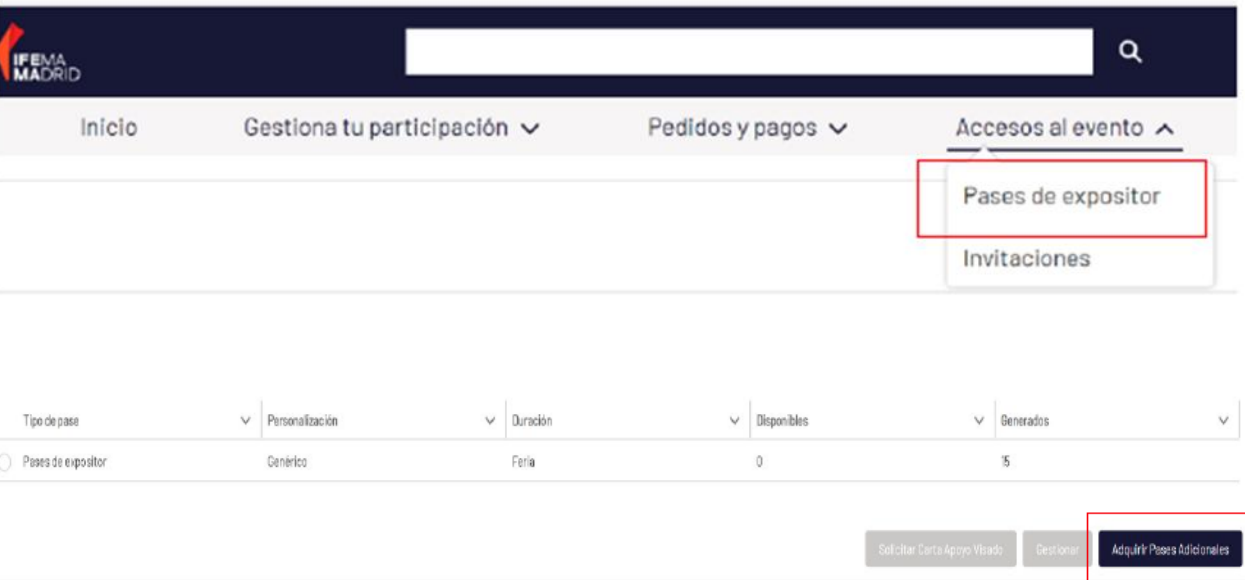 IFEMA
MADRID
Inicio Gestiona tu participación Pedidos y pagos Accesos al evento
Pases de expositor
Invitaciones
Tipo de pase Personalización Duración Disponibles Generados
Pases de expositor Genérico Feria 0 15
Solicitar Carta Apoyo Visado Gestionar Adquirir Pases Adicionales